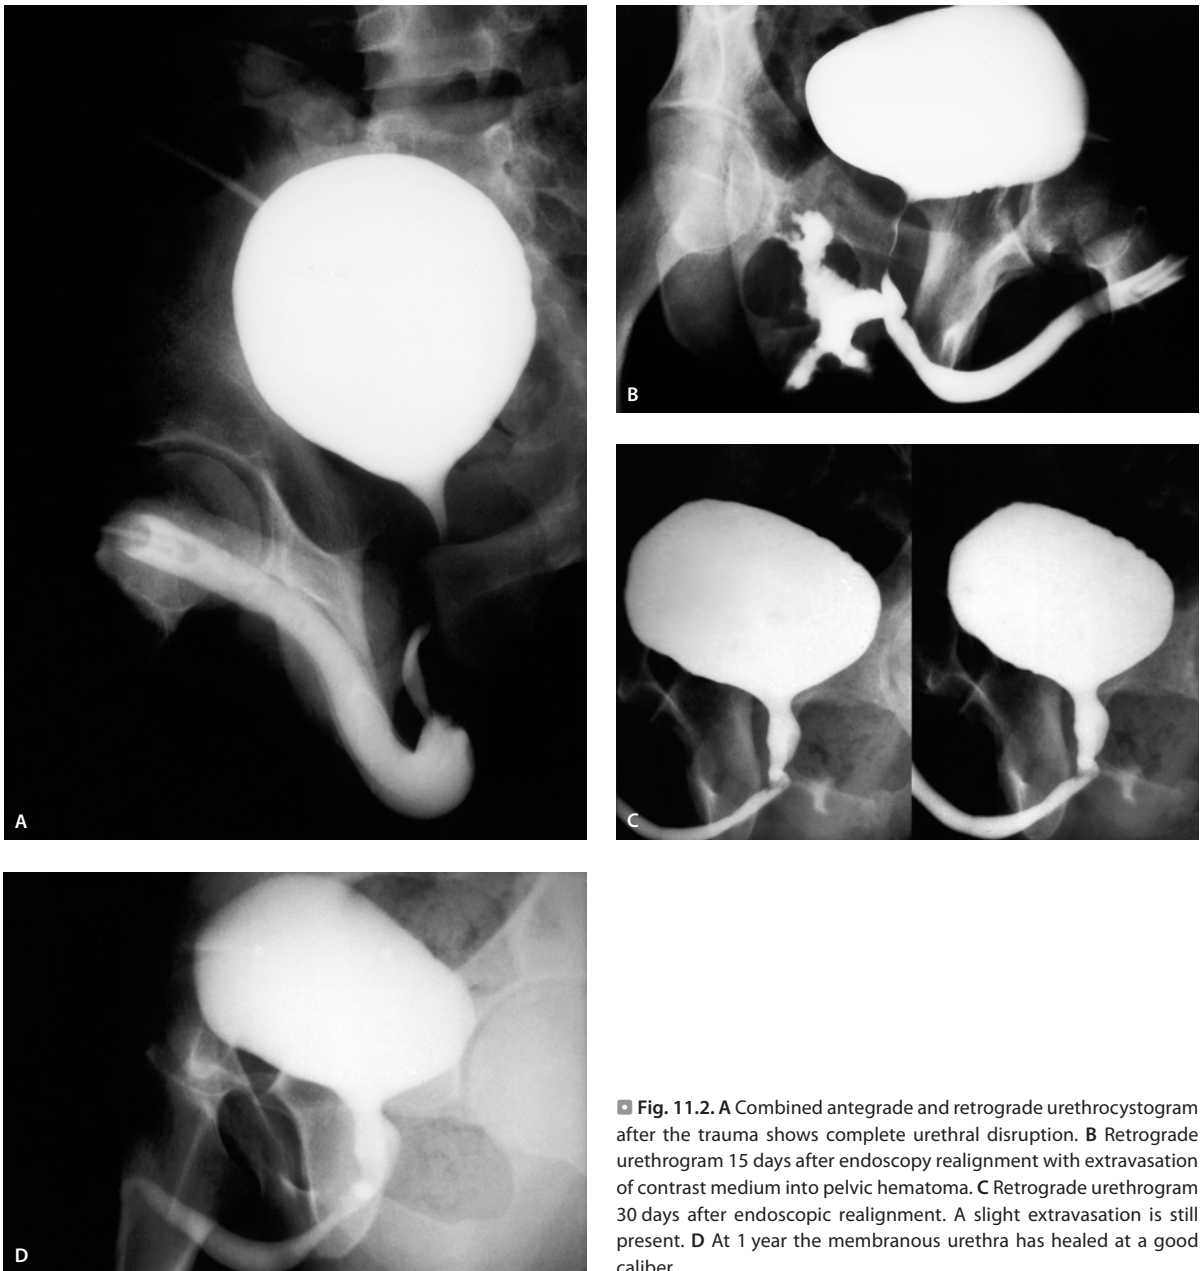 A
B
C
D
Fig. 11.2. A Combined antegrade and retrograde urethrocystogram
after the trauma shows complete urethral disruption. B Retrograde
urethrogram 15 days after endoscopy realignment with extravasation
of contrast medium into pelvic hematoma. C Retrograde urethrogram
30 days after endoscopic realignment. A slight extravasation is still
present. D At 1 year the membranous urethra has healed at a good
caliber